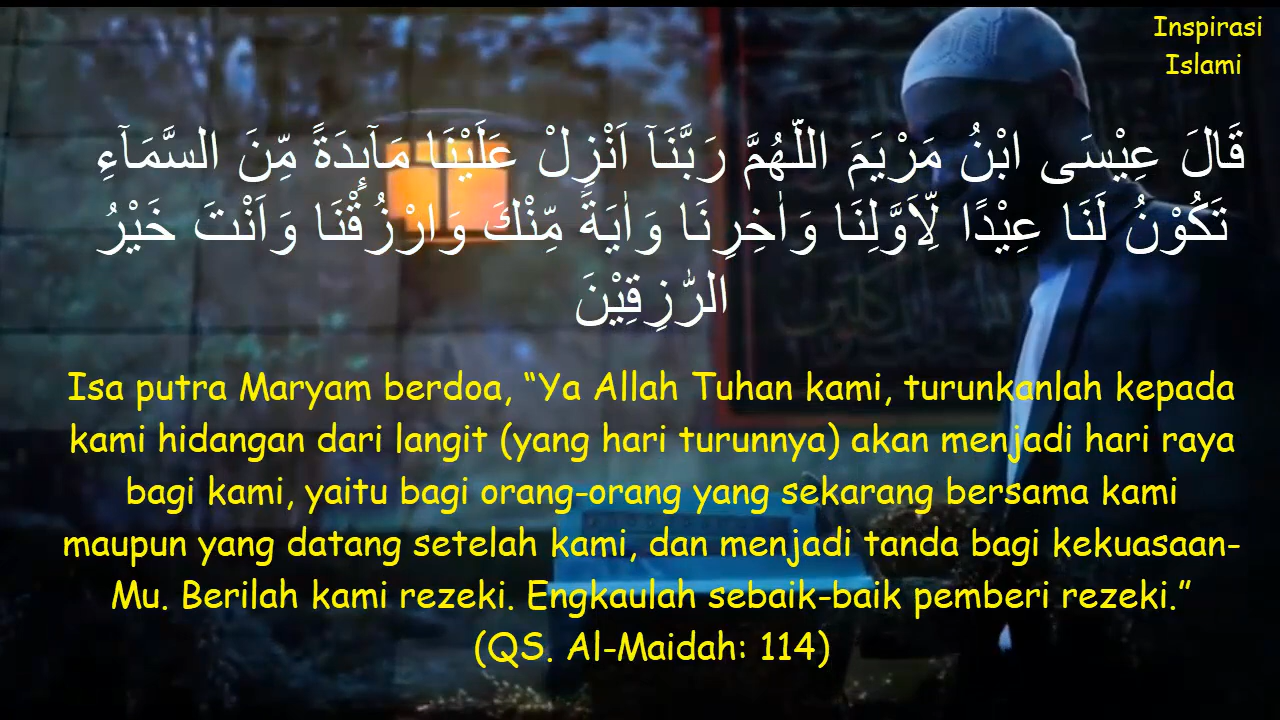 Inspirasi
Islami
قَالَ عِيْسَى ابْنُ مَرْيَمَ اللّٰهُمَّ رَبَّنَآ اَنْزِلْ عَلَيْنَا مَاۤىِٕدَةً مِّنَ السَّمَاۤءِ
تَكُوْنُ لَنَا عِيْدًا لِّاَوَّلِنَا وَاٰخِرِنَا وَاٰيَةً مِّنْكَ وَارْزُقْنَا وَاَنْتَ خَيْرُ
الرّٰزِقِيْنَ
Isa putra Maryam berdoa, “Ya Allah Tuhan kami, turunkanlah kepada
kami hidangan dari langit (yang hari turunnya) akan menjadi hari raya
bagi kami, yaitu bagi orang-orang yang sekarang bersama kami
maupun yang datang setelah kami, dan menjadi tanda bagi kekuasaan-
Mu. Berilah kami rezeki. Engkaulah sebaik-baik pemberi rezeki.”
(QS. Al-Maidah: 114)